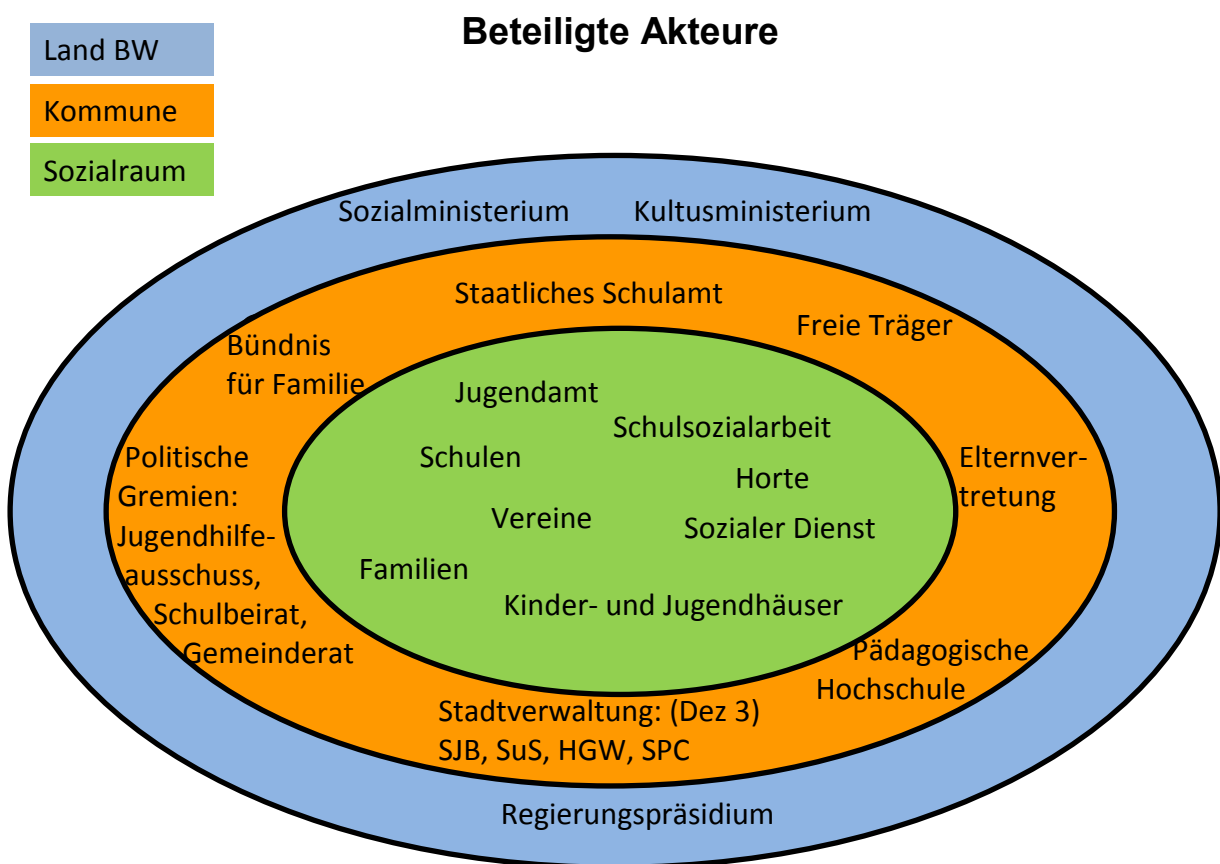 Beteiligte Akteure
Land BW
Kommune
Sozialraum
Sozialministerium
Kultusministerium
Staatliches Schulamt
Freie Träger
Bündnis
für Familie
Jugendamt
Schulsozialarbeit
Politische
Gremien:
Jugendhilfe-
ausschuss,
Schulbeirat,
Gemeinderat
Schulen
Horte
Elternver-
tretung
Vereine
Sozialer Dienst
Familien
Kinder- und Jugendhäuser
Pädagogische
Hochschule
Stadtverwaltung: (Dez 3)
SJB, SuS, HGW, SPC
Regierungspräsidium